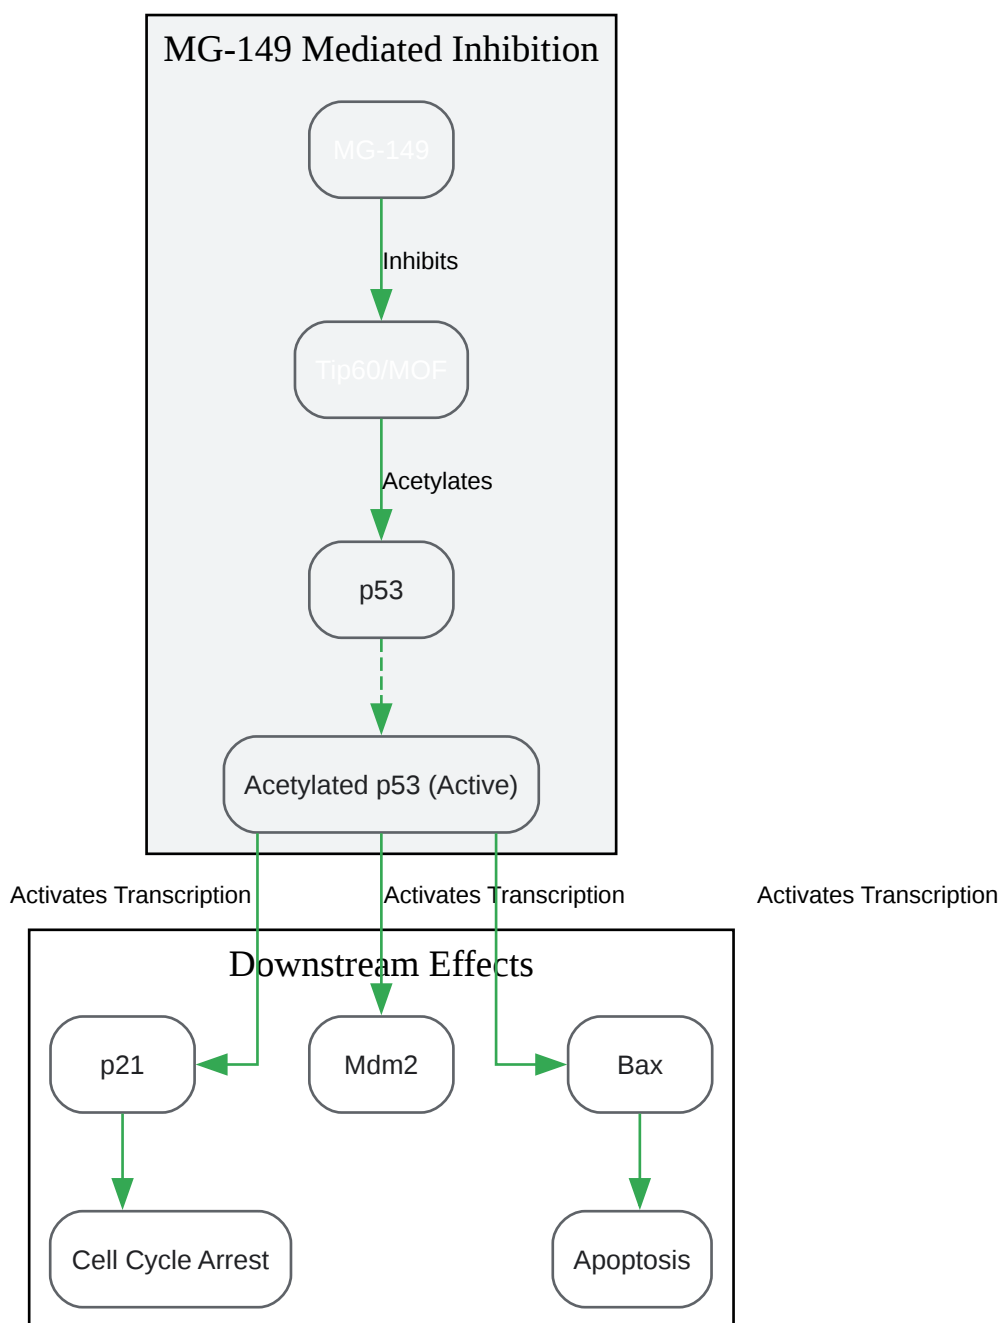 MG-149 Mediated Inhibition
MG-149
Inhibits
Tip60/MOF
Acetylates
p53
Acetylated p53 (Active)
Activates Transcription
Activates Transcription
Activates Transcription
Downstream Effects
p21
Mdm2
Bax
Cell Cycle Arrest
Apoptosis